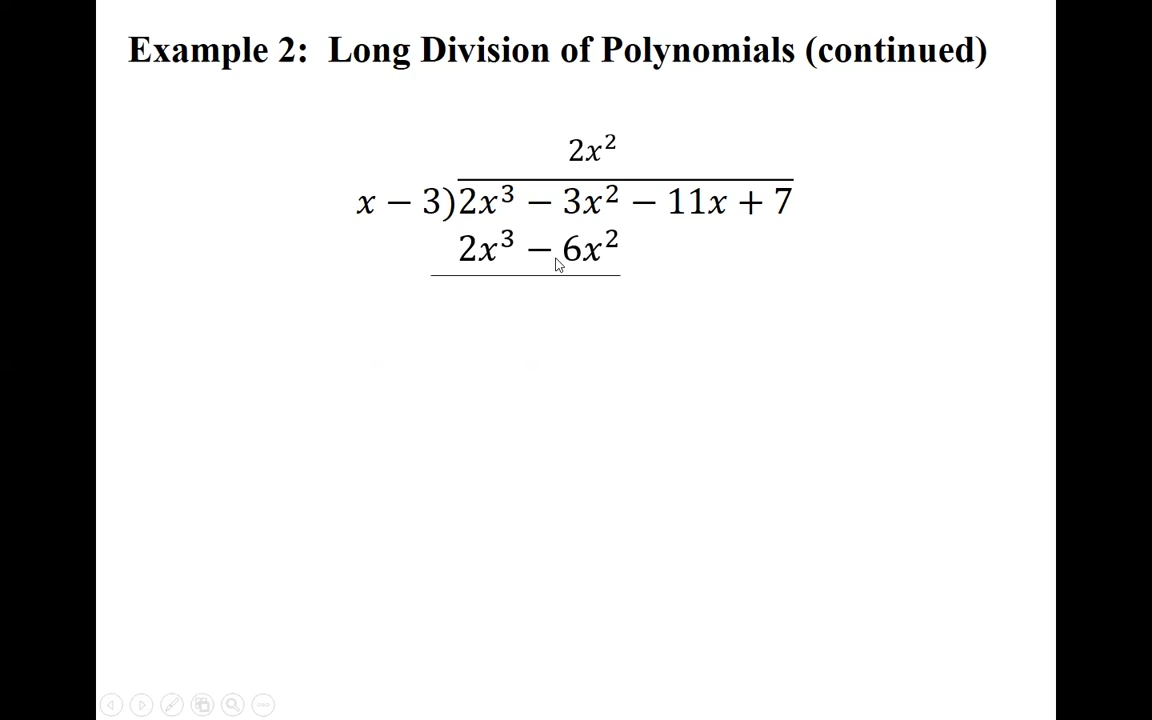 Example 2: Long Division of Polynomials (continued)
2x²
x − 3)2x³ − 3x² − 11x + 7
2x³ − 6x²